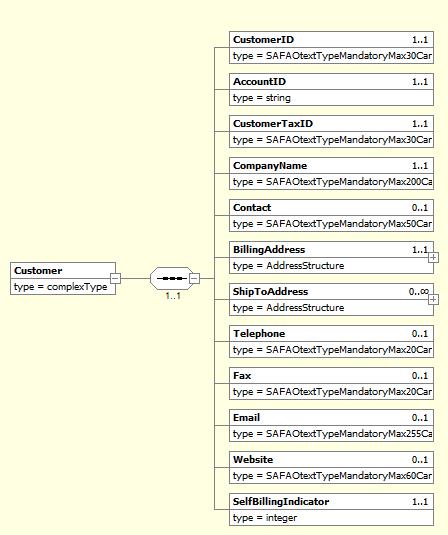 CustomerID 1..1
type = SAFAOtextTypeMandatoryMax30Car
AccountID 1..1
type = string
CustomerTaxID 1..1
type = SAFAOtextTypeMandatoryMax30Car
CompanyName 1..1
type = SAFAOtextTypeMandatoryMax200Ca
Contact 0..1
type = SAFAOtextTypeMandatoryMax50Car
BillingAddress 1..1
type = AddressStructure
Customer
type = complexType
1..1
ShipToAddress 0..∞
type = AddressStructure
Telephone 0..1
type = SAFAOtextTypeMandatoryMax20Car
Fax 0..1
type = SAFAOtextTypeMandatoryMax20Car
Email 0..1
type = SAFAOtextTypeMandatoryMax255Ca
Website 0..1
type = SAFAOtextTypeMandatoryMax60Car
SelfBillingIndicator 1..1
type = integer